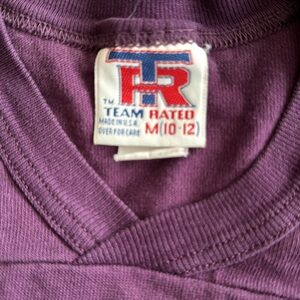 TR
™ TEAM RATED
MADE IN U.S.A.
OVER FOR CARE M(10-12)